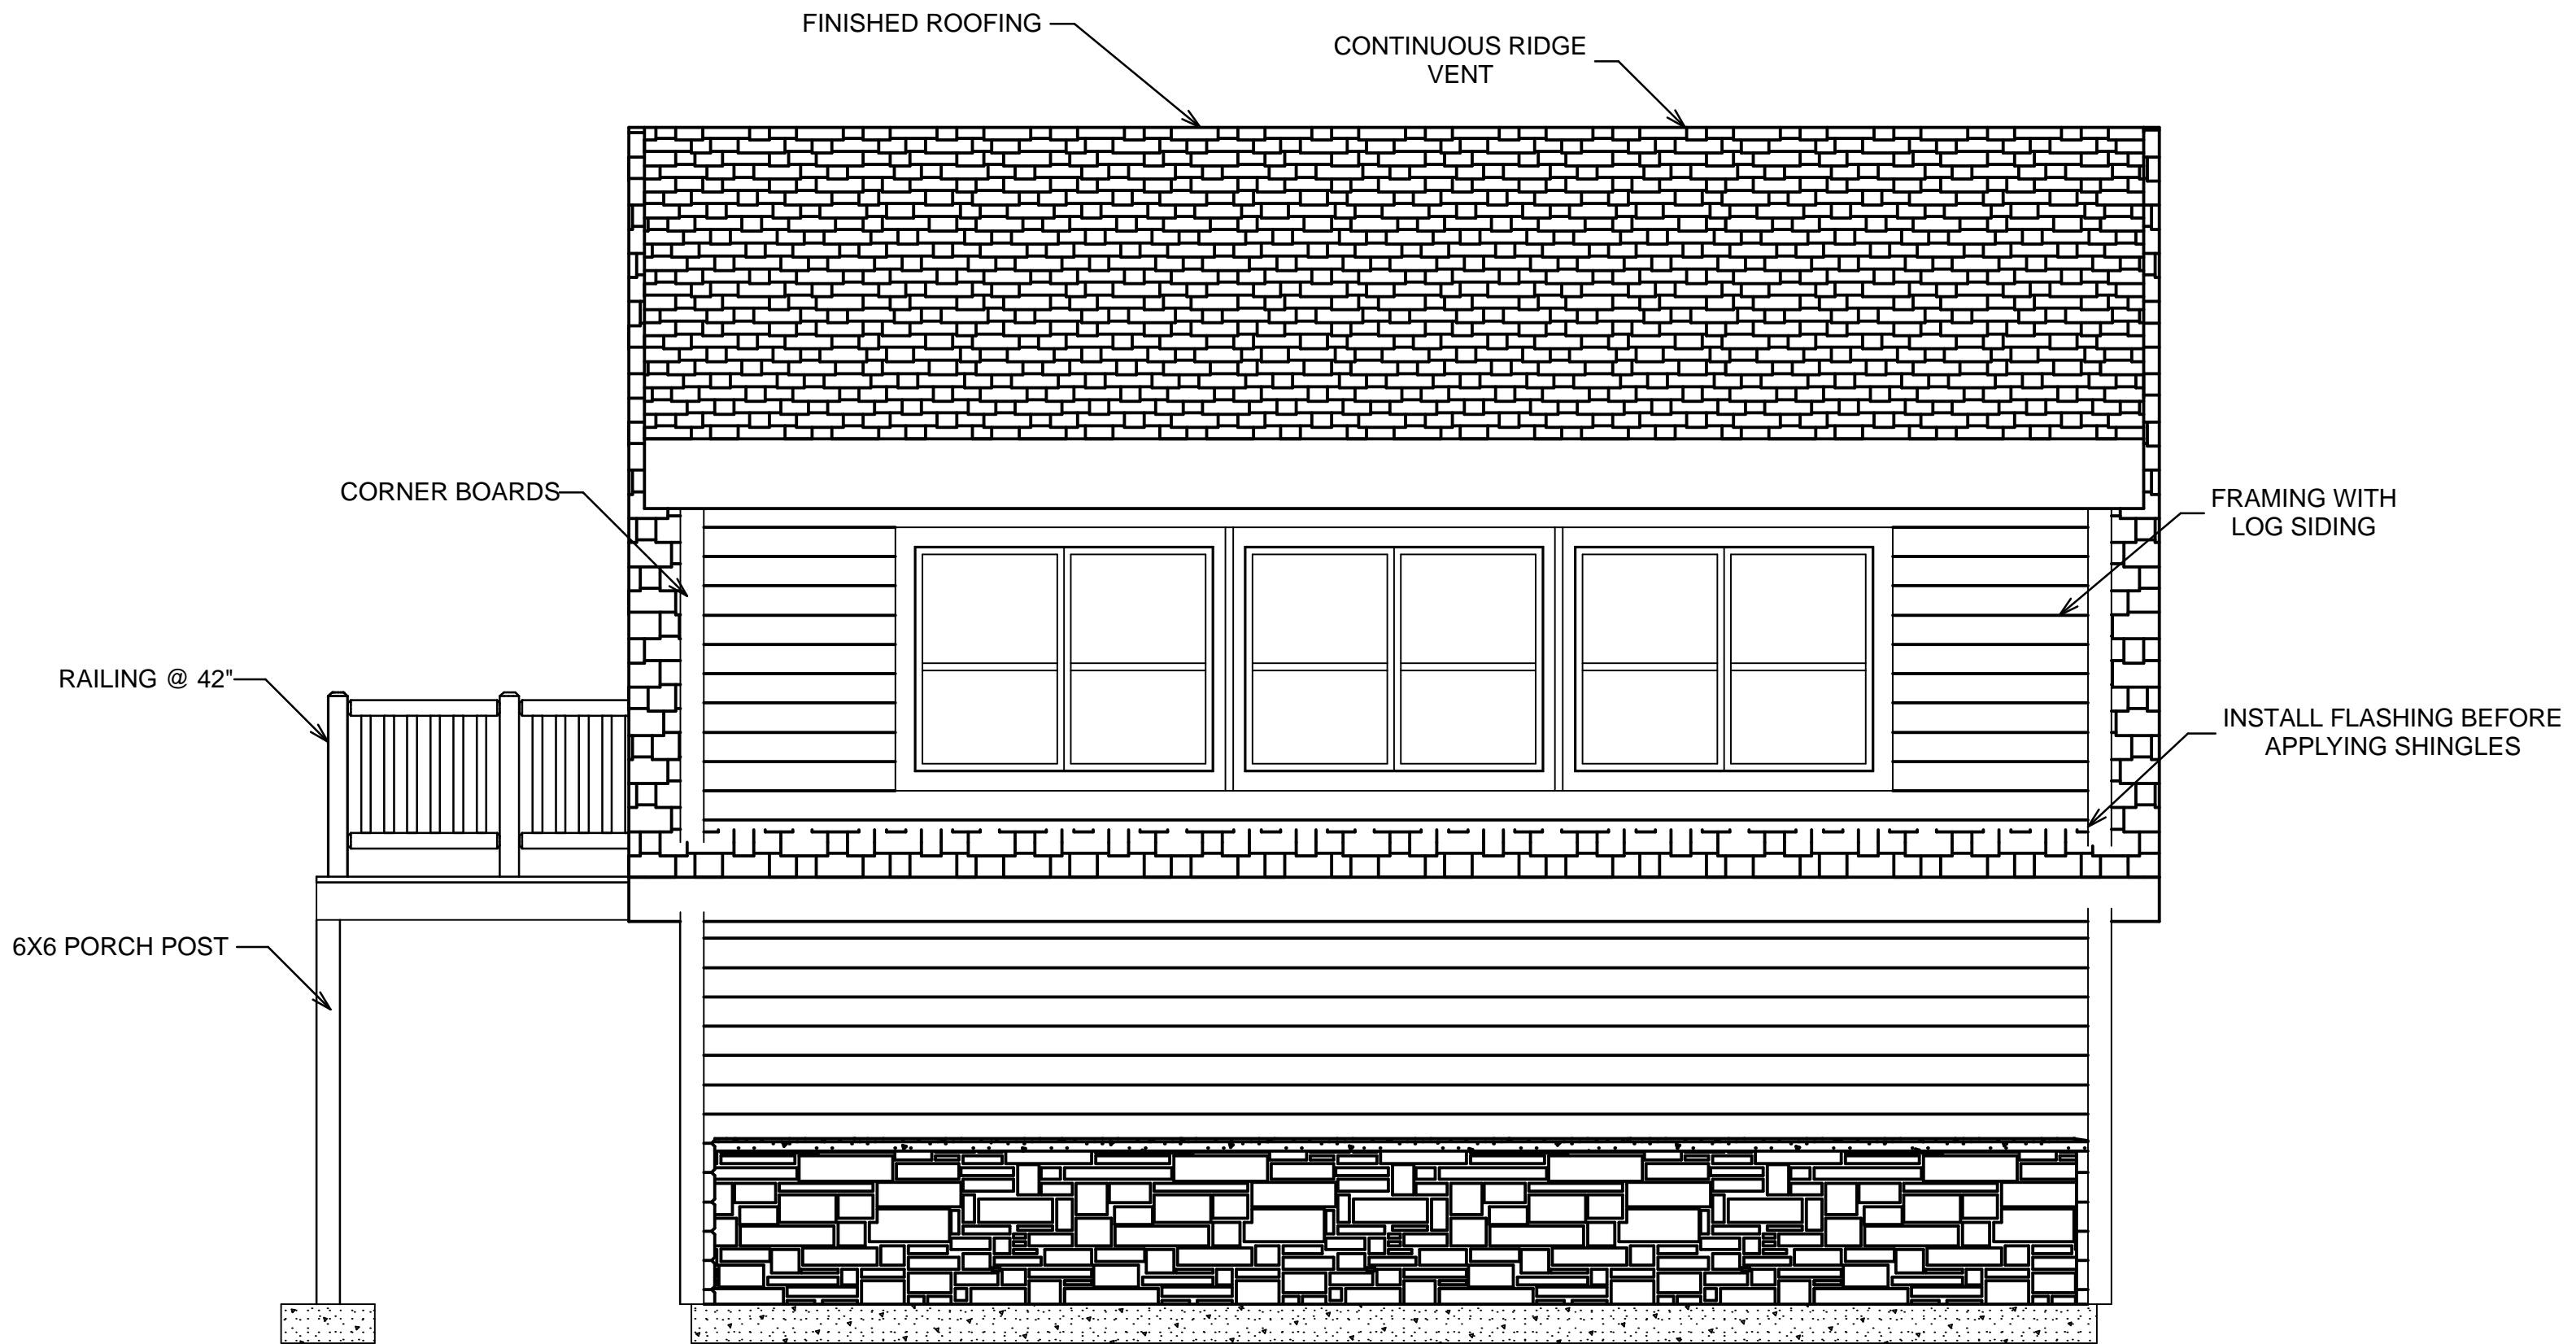 FINISHED ROOFING
CONTINUOUS RIDGE
VENT
CORNER BOARDS
FRAMING WITH
LOG SIDING
RAILING @ 42"
INSTALL FLASHING BEFORE
APPLYING SHINGLES
6X6 PORCH POST